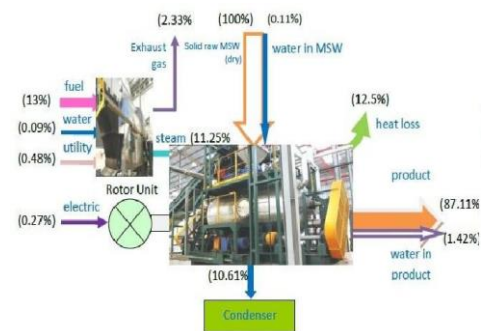 (2.33%
(100%)
(0.11%)
Exhaust
gas
Solid raw MSW
(dry)
water in MSW
fuel
(13%)
water
(0.09%)
utility
(0.48%)
steam
(11.25%
(12.5%)
heat loss
Rotor Unit
electric
(0.27%)
product
(87.11%
(1.42%)
water in
product
(10.61%
Condenser